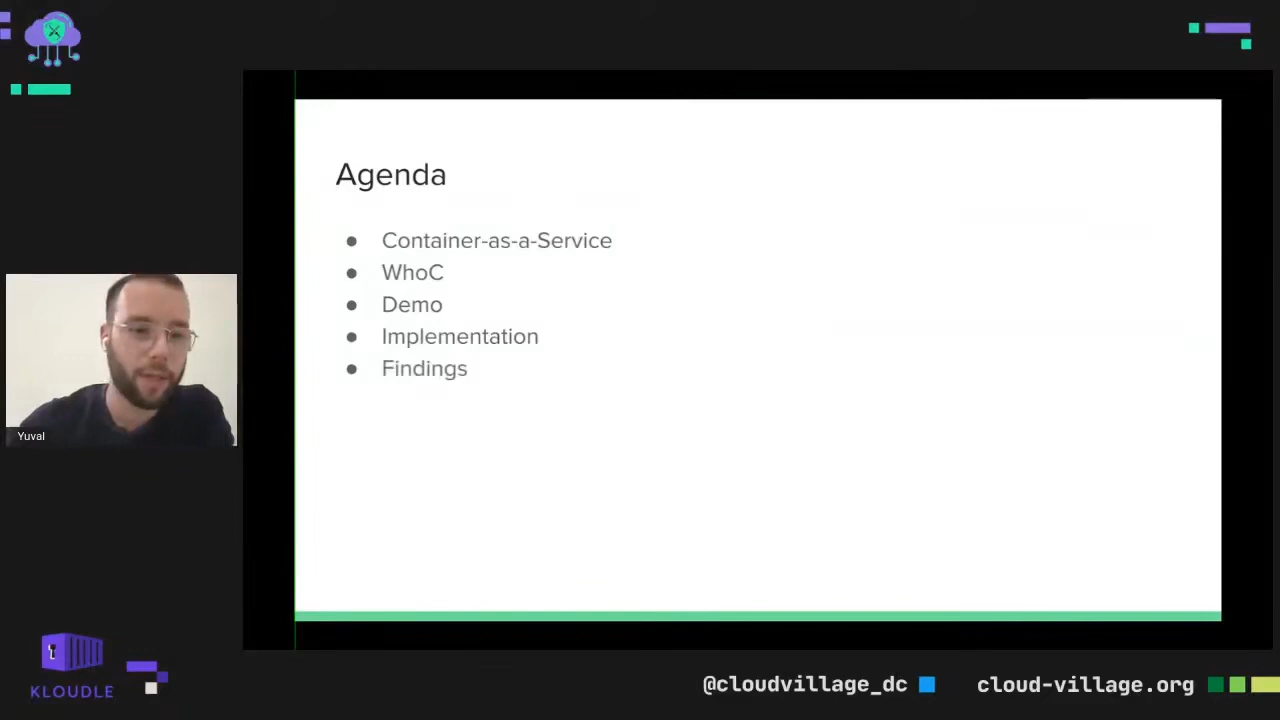 Agenda
● Container-as-a-Service
● WhoC
● Demo
● Implementation
● Findings
Yuval
KLOUDLE
@cloudvillage_dc
cloud-village.org